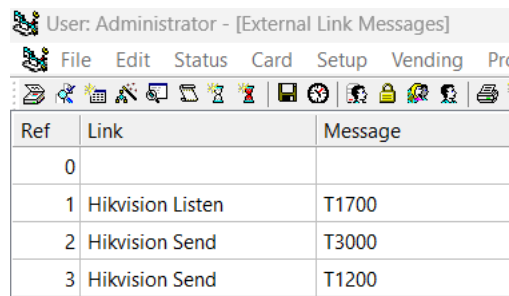 User: Administrator - [External Link Messages]
File Edit Status Card Setup Vending
Ref Link Message
0
1 Hikvision Listen T1700
2 Hikvision Send T3000
3 Hikvision Send T1200